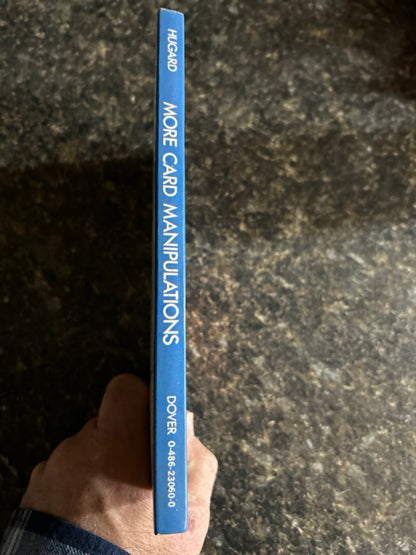 HUGARD
MORE CARD MANIPULATIONS
DOVER 0-486-23060-0